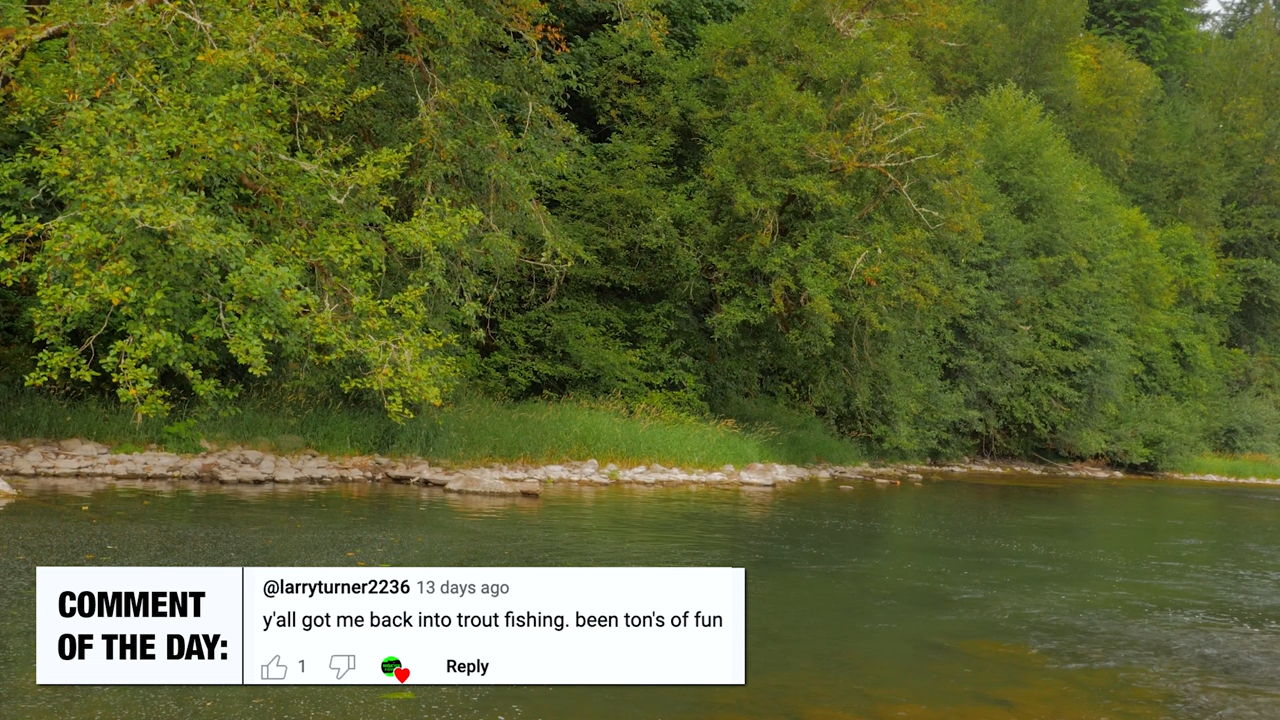 COMMENT
OF THE DAY:
@larryturner2236 13 days ago
y'all got me back into trout fishing. been ton's of fun
1
Reply